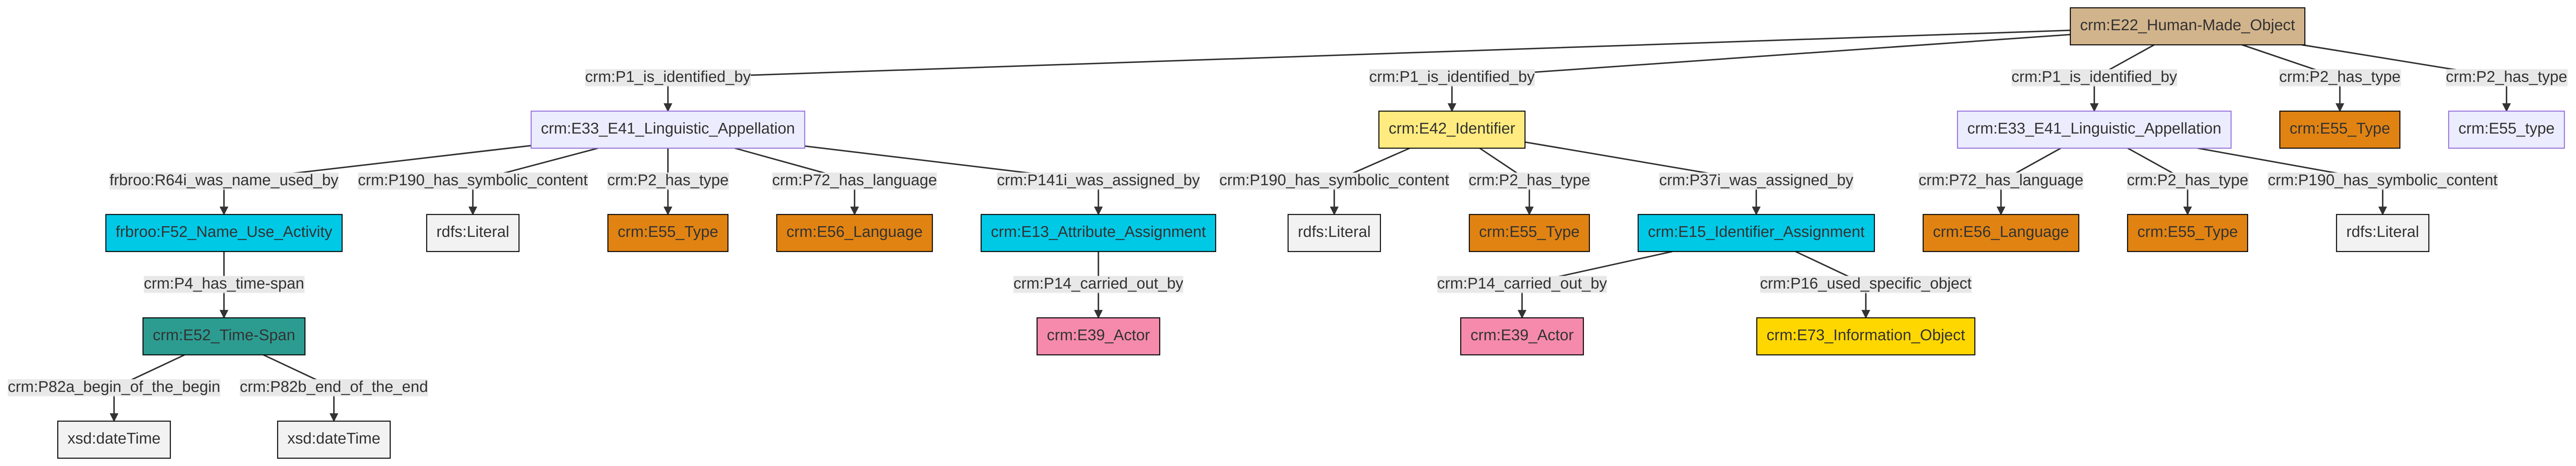 crm:E22_Human-Made_Object
crm:P1_is_identified_by
crm:P1_is_identified_by
crm:P1_is_identified_by
crm:P2_has_type
crm:P2_has_type
crm:E33_E41_Linguistic_Appellation
crm:E42_Identifier
crm:E33_E41_Linguistic_Appellation
crm:E55_Type
crm:E55_type
frbroo:R64i_was_name_used_by
crm:P190_has_symbolic_content
crm:P2_has_type
crm:P72_has_language
crm:P141i_was_assigned_by
crm:P190_has_symbolic_content
crm:P2_has_type
crm:P37i_was_assigned_by
crm:P72_has_language
crm:P2_has_type
crm:P190_has_symbolic_content
frbroo:F52_Name_Use_Activity
rdfs:Literal
crm:E55_Type
crm:E56_Language
crm:E13_Attribute_Assignment
rdfs:Literal
crm:E55_Type
crm:E15_Identifier_Assignment
crm:E56_Language
crm:E55_Type
rdfs:Literal
crm:P4_has_time-span
crm:P14_carried_out_by
crm:P14_carried_out_by
crm:P16_used_specific_object
crm:E52_Time-Span
crm:E39_Actor
crm:E39_Actor
crm:E73_Information_Object
crm:P82a_begin_of_the_begin
crm:P82b_end_of_the_end
xsd:dateTime
xsd:dateTime